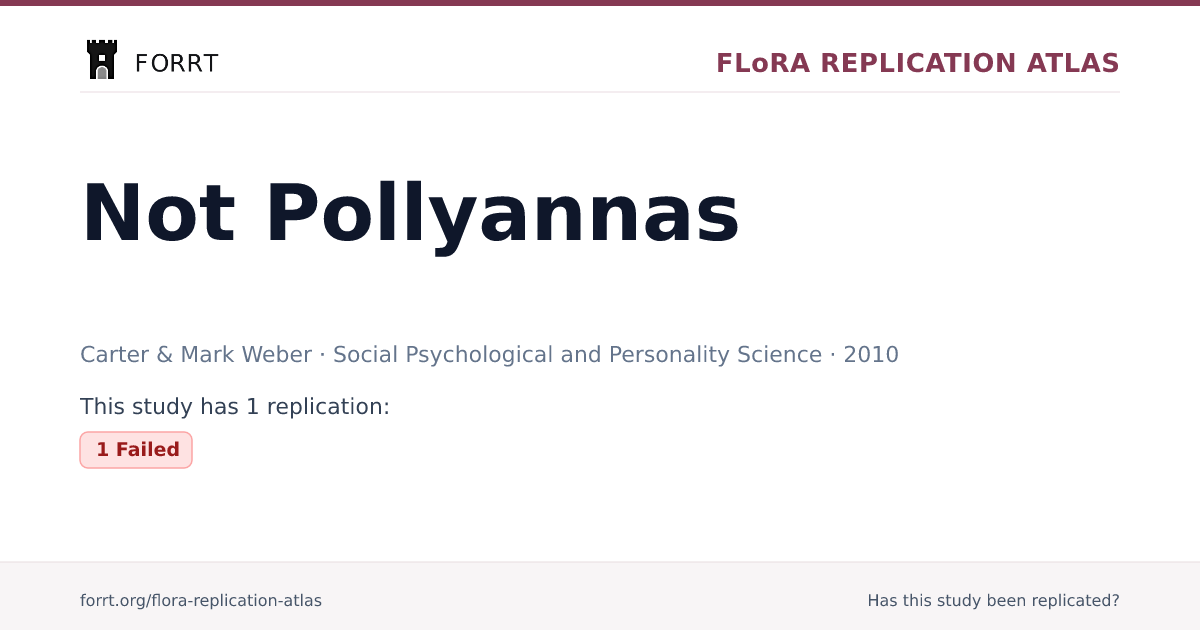 FORRT
FLoRA REPLICATION ATLAS
Not Pollyannas
Carter & Mark Weber · Social Psychological and Personality Science · 2010
This study has 1 replication:
1 Failed
forrt.org/flora-replication-atlas
Has this study been replicated?